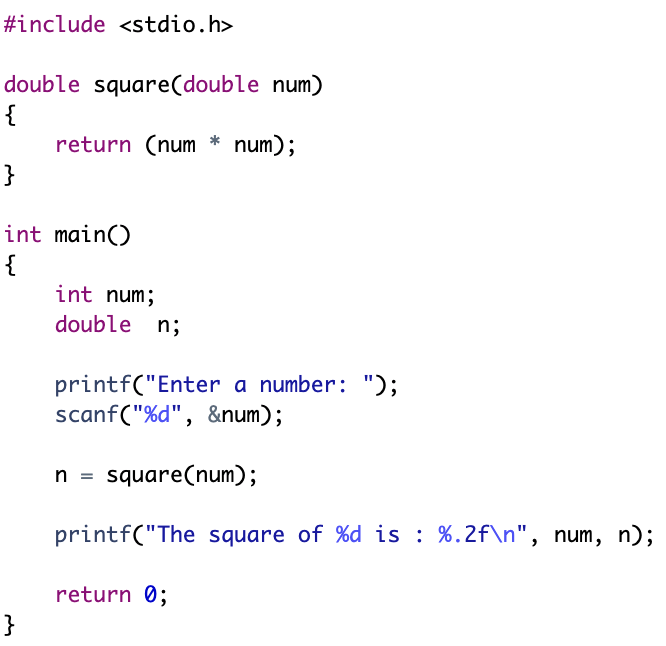 #include <stdio.h>

double square(double num)
{
    return (num * num);
}

int main()
{
    int num;
    double  n;

    printf("Enter a number: ");
    scanf("%d", &num);

    n = square(num);

    printf("The square of %d is : %.2f\n", num, n);

    return 0;
}